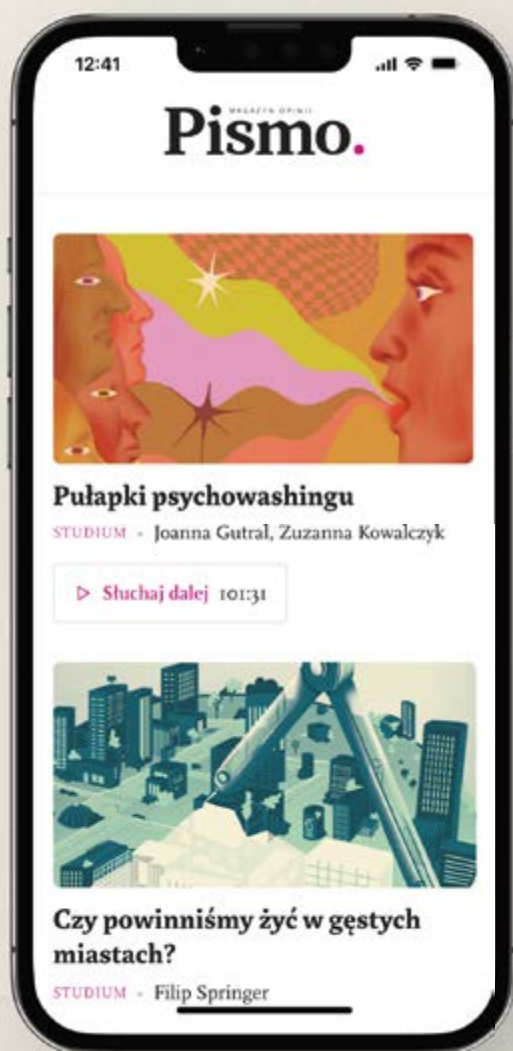 12:41
MAGAZYN OPINII
Pismo.
Pułapki psychowashingu
STUDIUM • Joanna Gutral, Zuzanna Kowalczyk
Słuchaj dalej 101:31
Czy powinniśmy żyć w gęstych
miastach?
STUDIUM • Filip Springer